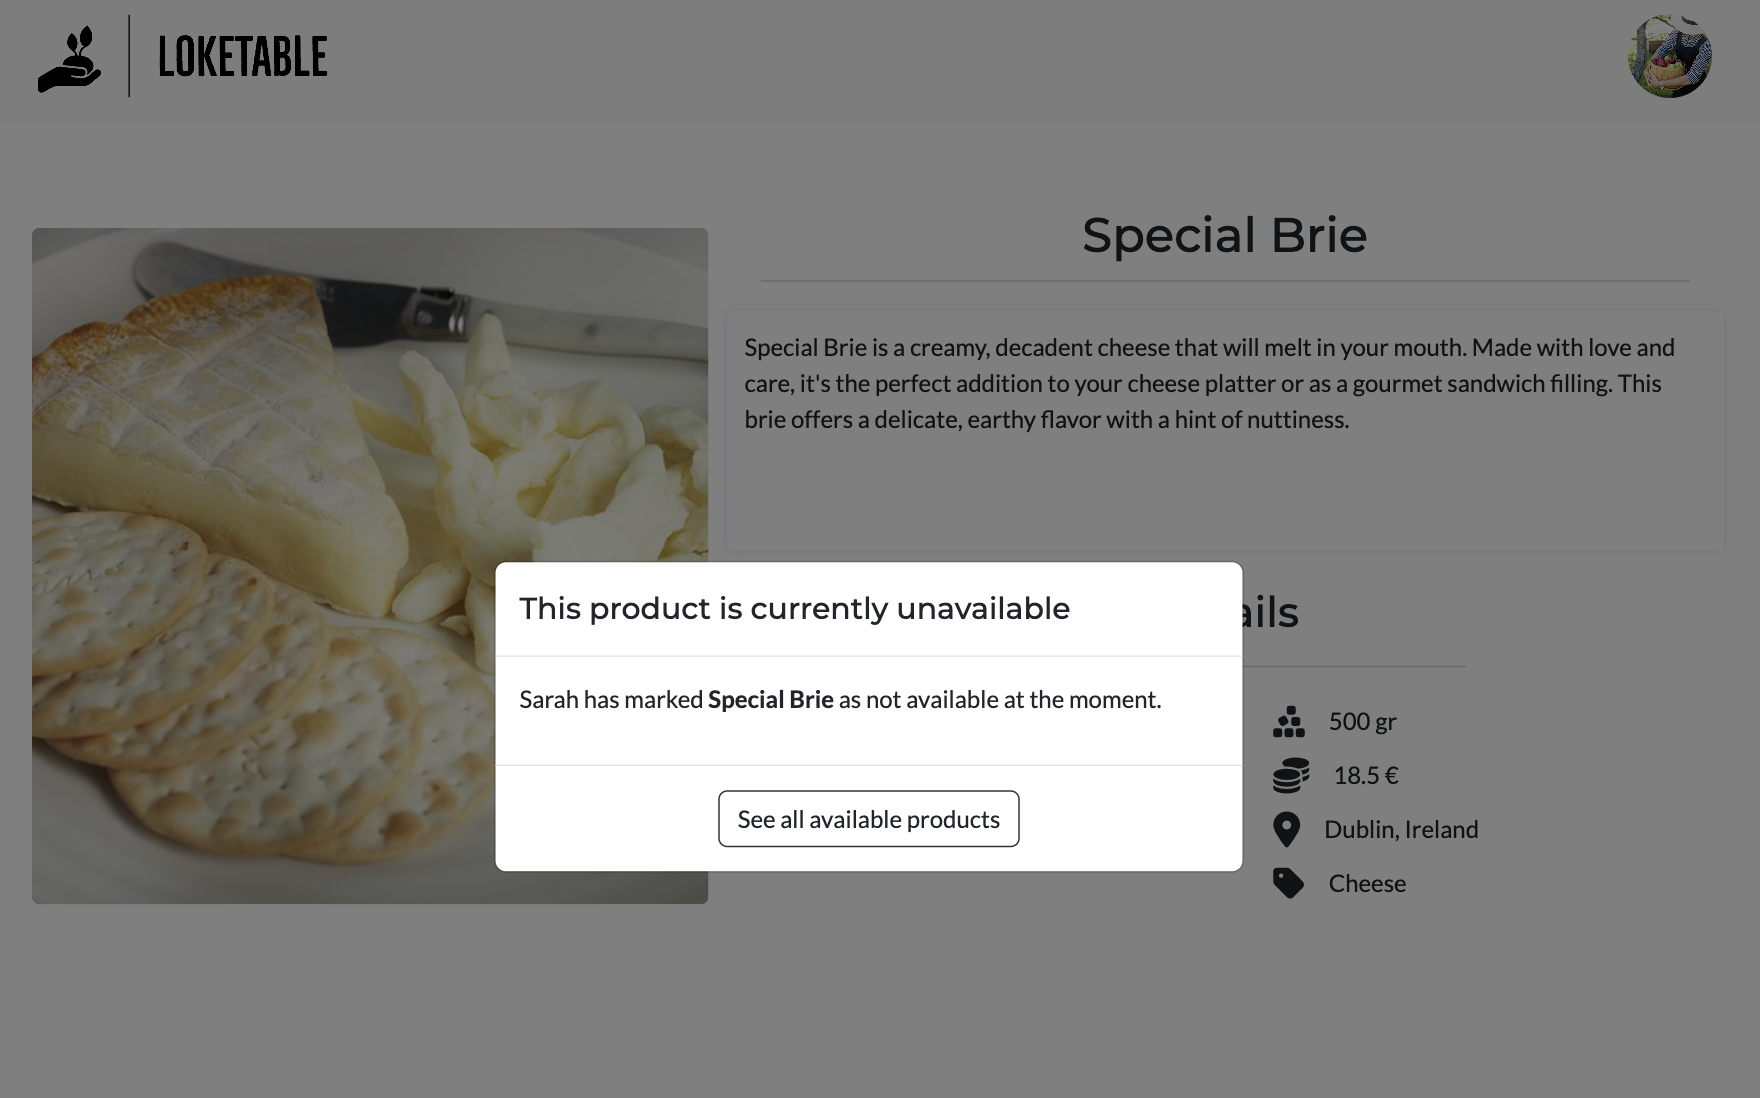 LOKETABLE
Special Brie
Special Brie is a creamy, decadent cheese that will melt in your mouth. Made with love and
care, it's the perfect addition to your cheese platter or as a gourmet sandwich filling. This
brie offers a delicate, earthy flavor with a hint of nuttiness.
This product is currently unavailable
Sarah has marked Special Brie as not available at the moment.
See all available products
500 gr
18.5 €
Dublin, Ireland
Cheese